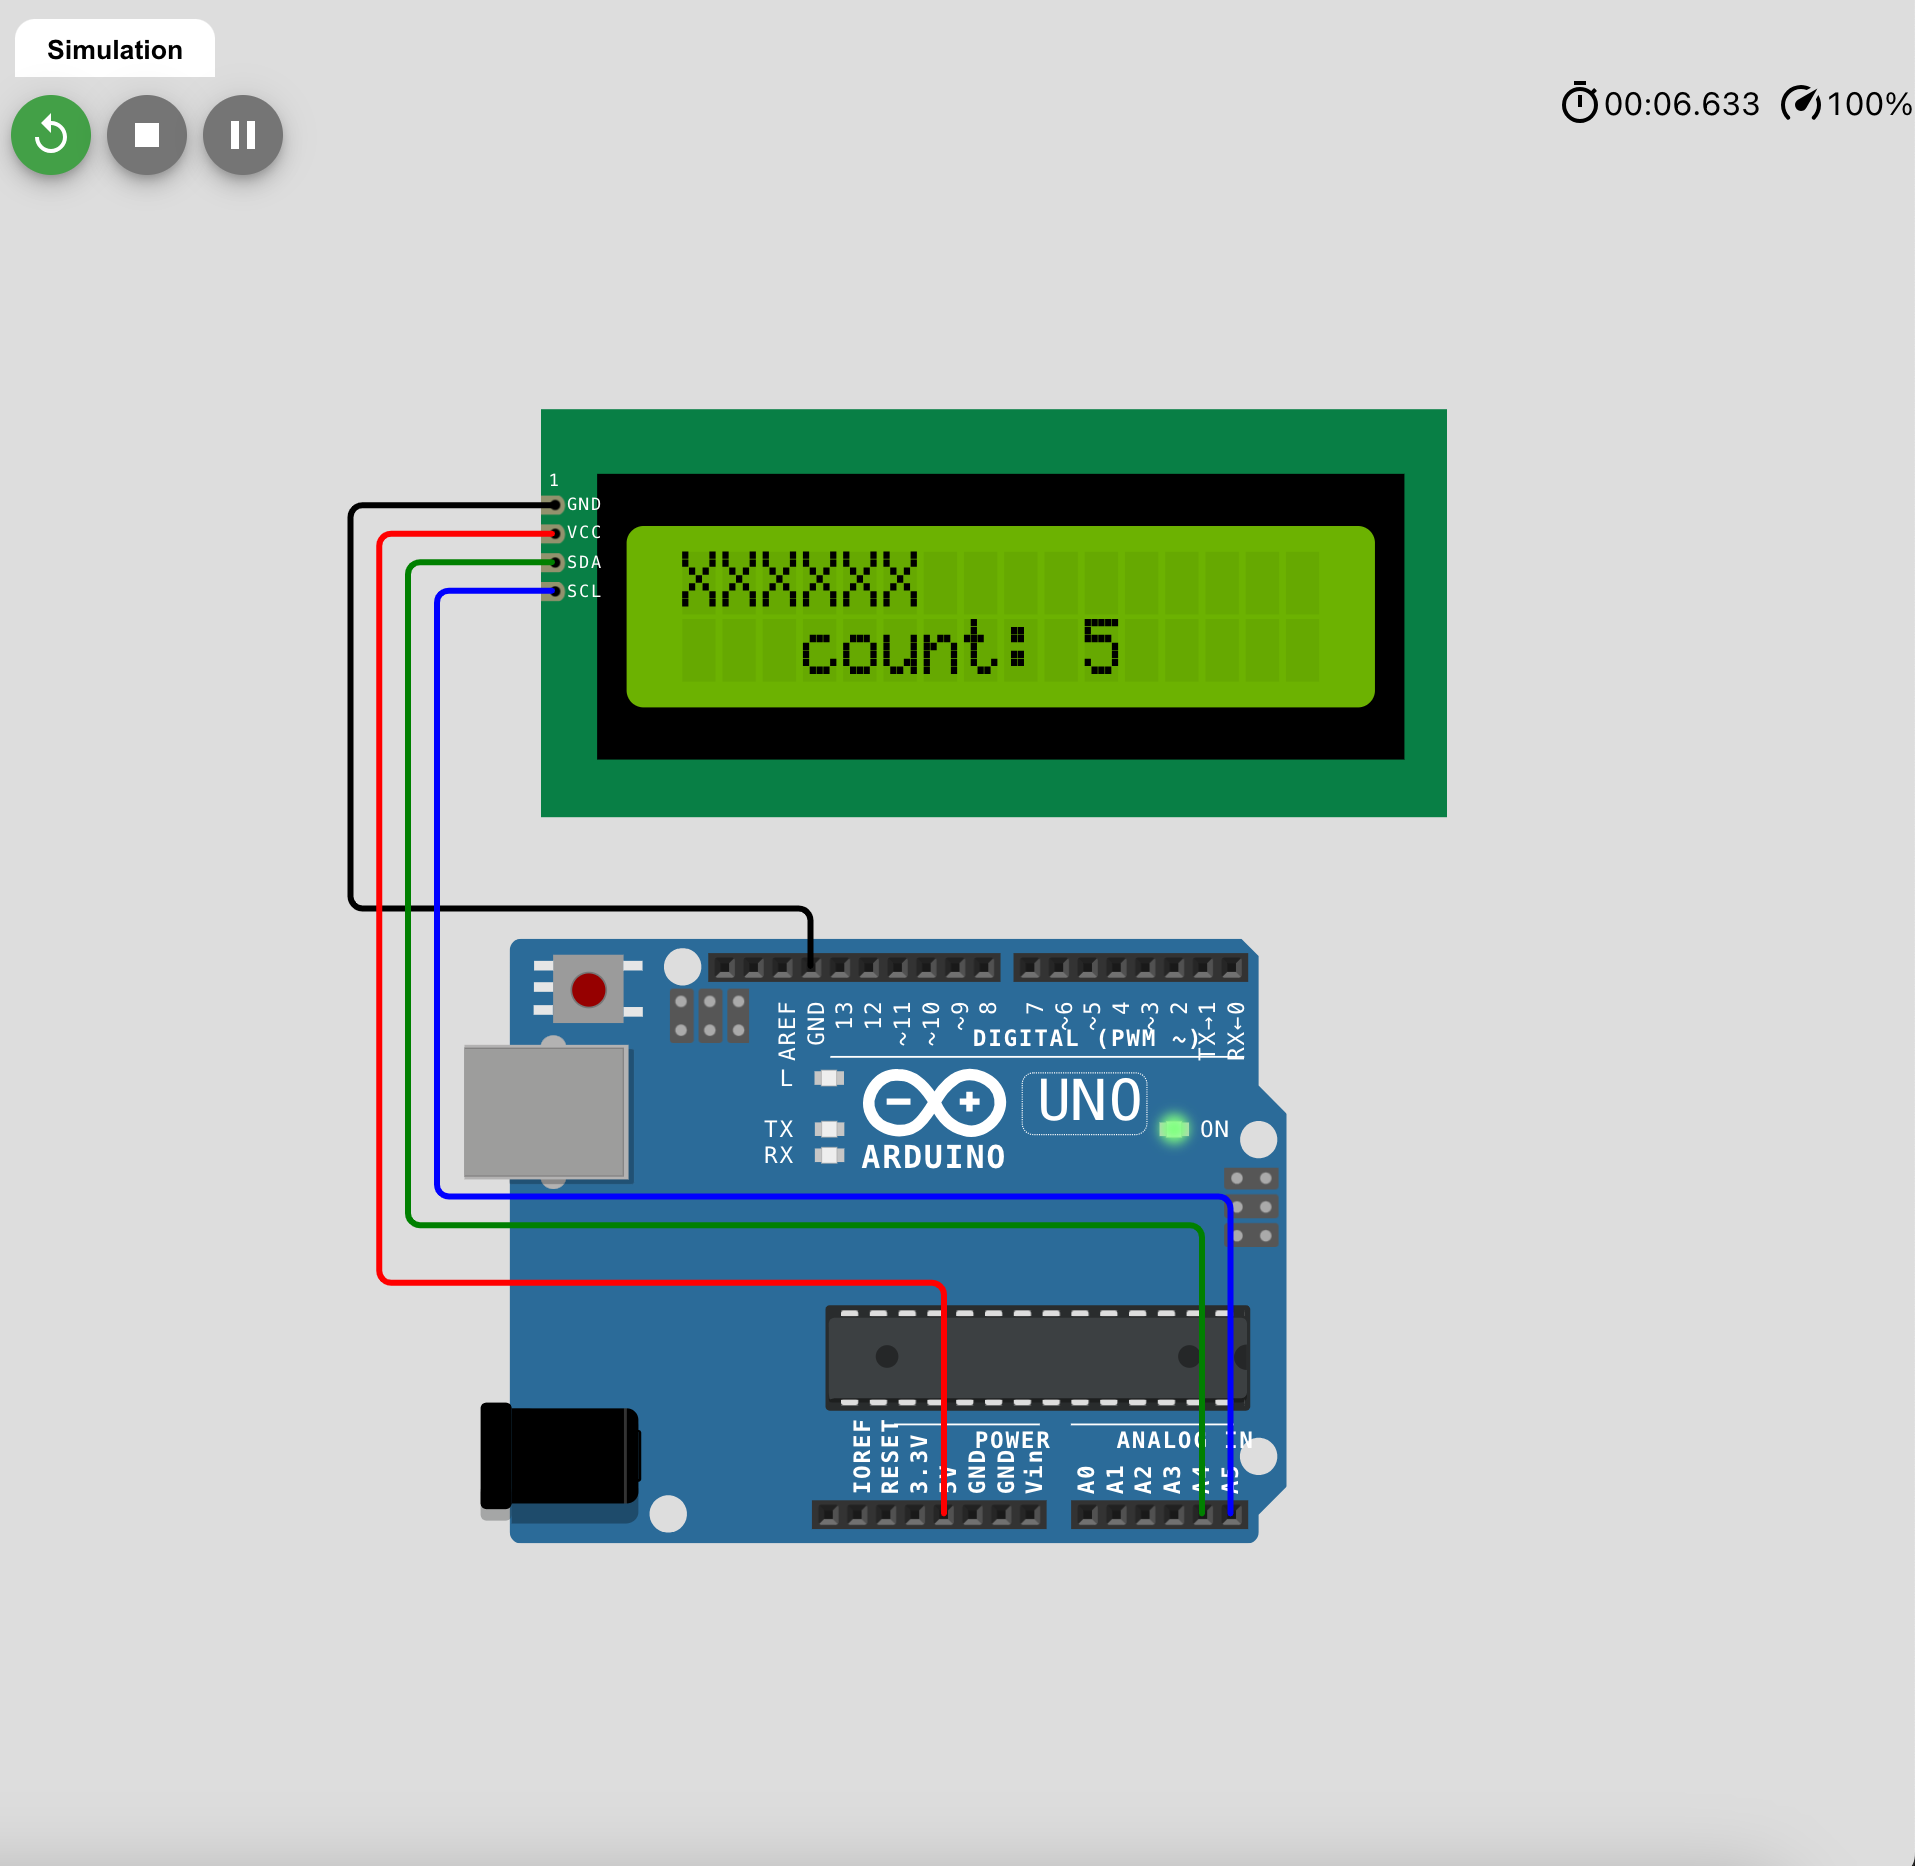 Simulation
00:06.633 100%
1
GND
VCC
SDA
SCL
XXXXXX
count: 5
AREF GND 13 12 ~11 ~10 ~9 8 7 ~6 ~5 4 ~3 2 TX→1 RX←0
DIGITAL (PWM ~)
L
UNO
TX
ON
RX
ARDUINO
POWER
ANALOG IN
IOREF RESET 3.3V 5V GND GND Vin A0 A1 A2 A3 A4 A5